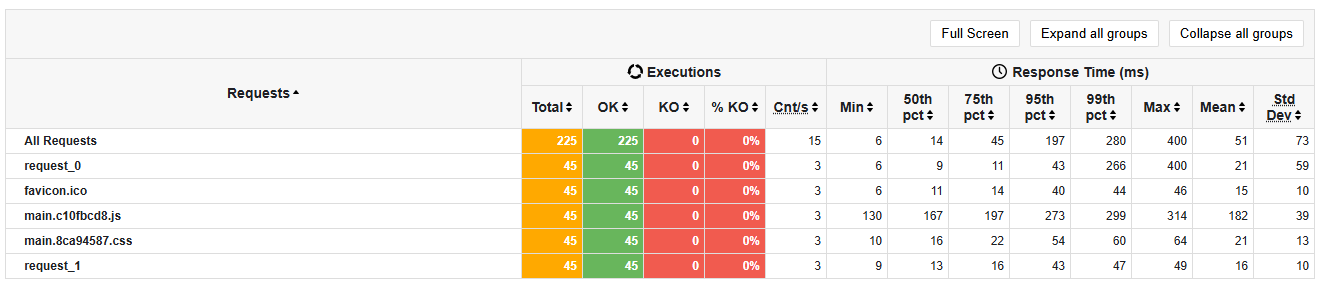 Full Screen Expand all groups Collapse all groups
Requests Executions Response Time (ms)
Total OK KO % KO Cnt/s Min 50th pct 75th pct 95th pct 99th pct Max Mean Std Dev
All Requests 225 225 0 0% 15 6 14 45 197 280 400 51 73
request_0 45 45 0 0% 3 6 9 11 43 266 400 21 59
favicon.ico 45 45 0 0% 3 6 11 14 40 44 46 15 10
main.c10fbcd8.js 45 45 0 0% 3 130 167 197 273 299 314 182 39
main.8ca94587.css 45 45 0 0% 3 10 16 22 54 60 64 21 13
request_1 45 45 0 0% 3 9 13 16 43 47 49 16 10